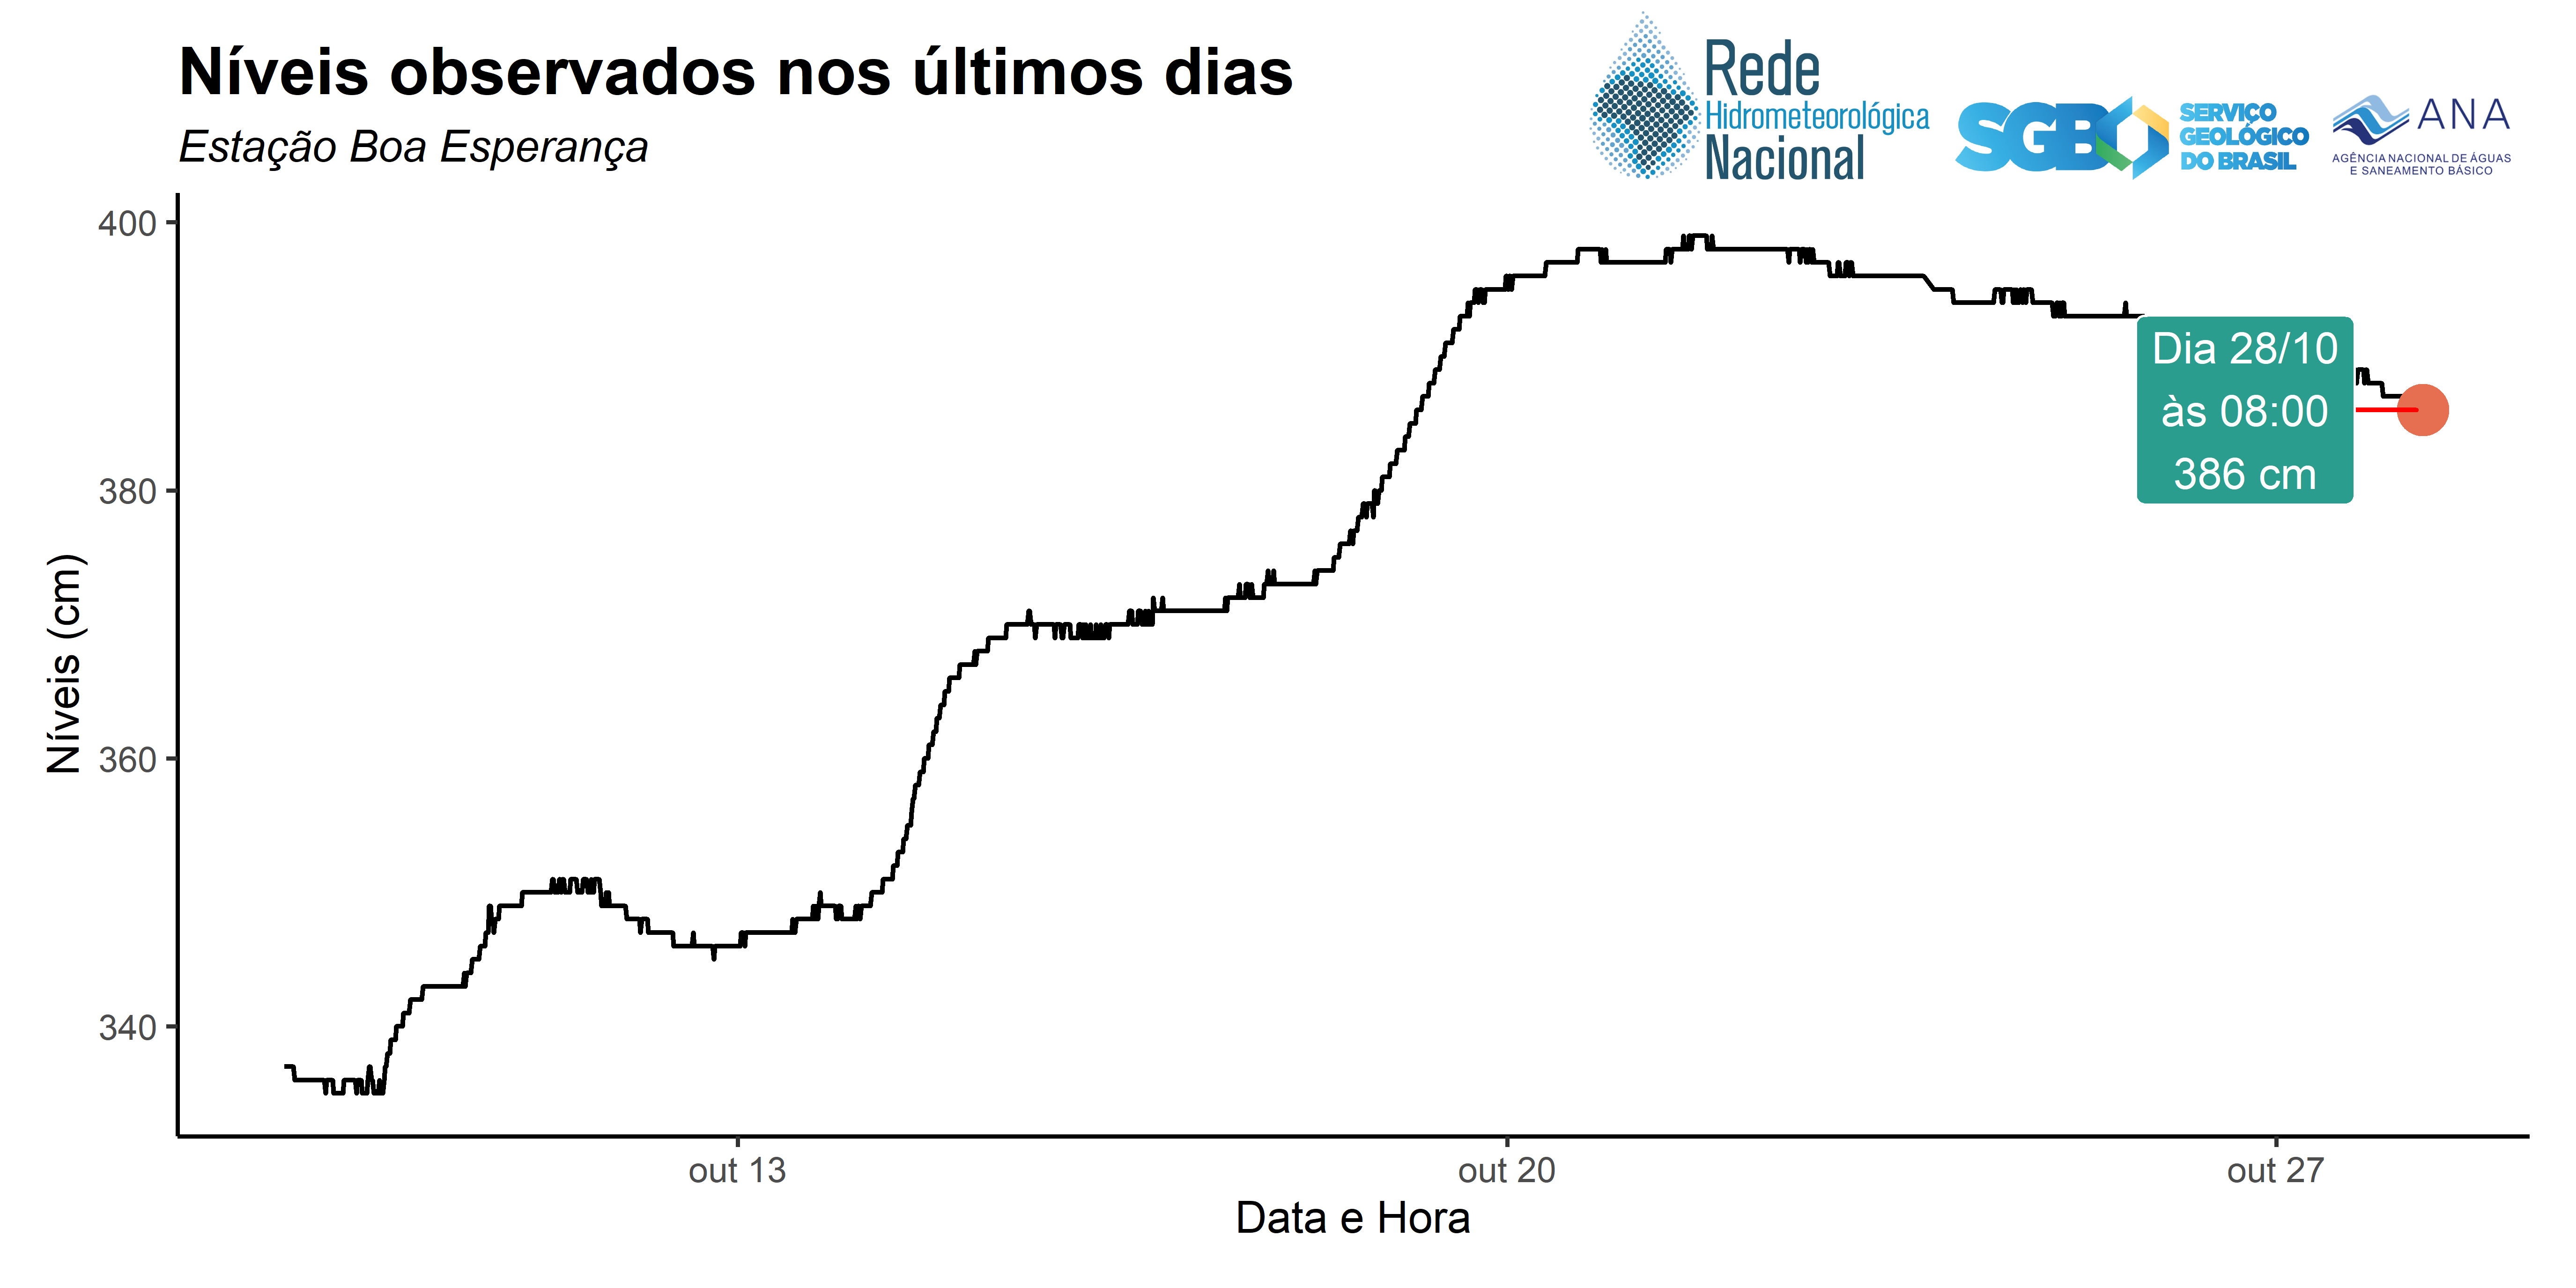 Níveis observados nos últimos dias
Estação Boa Esperança
Rede
Hidrometeorológica
Nacional
SGB
SERVIÇO
GEOLÓGICO
DO BRASIL
ANA
AGÊNCIA NACIONAL DE ÁGUAS
E SANEAMENTO BÁSICO
Níveis (cm)
400
380
360
340
Dia 28/10
às 08:00
386 cm
out 13
out 20
out 27
Data e Hora